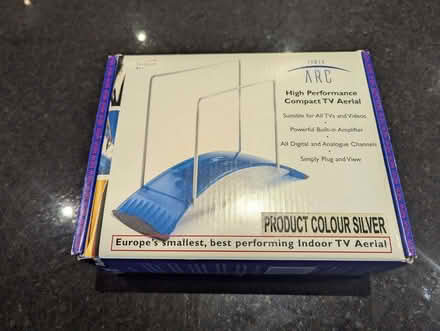 TOWER
ARC
High Performance
Compact TV Aerial
Suitable for All TVs and Videos
Powerful Built-in Amplifier
All Digital and Analogue Channels
Simply Plug and View
PRODUCT COLOUR SILVER
Europe's smallest, best performing Indoor TV Aerial